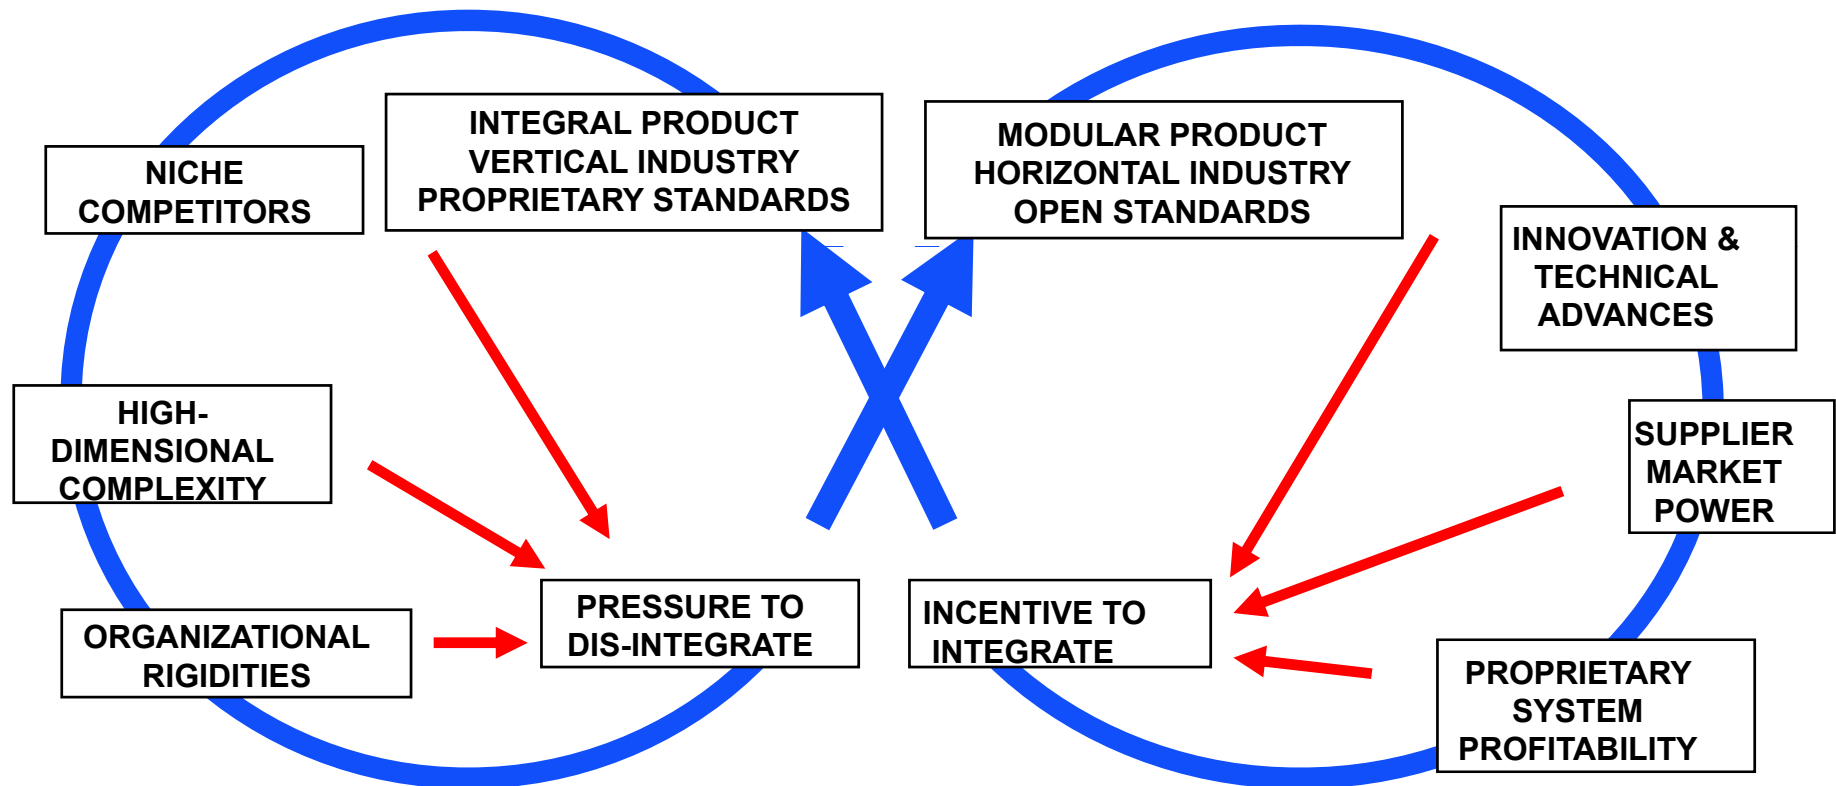 INTEGRAL PRODUCT
VERTICAL INDUSTRY
PROPRIETARY STANDARDS
MODULAR PRODUCT
HORIZONTAL INDUSTRY
OPEN STANDARDS
NICHE
COMPETITORS
INNOVATION &
TECHNICAL
ADVANCES
HIGH-
DIMENSIONAL
COMPLEXITY
SUPPLIER
MARKET
POWER
ORGANIZATIONAL
RIGIDITIES
PRESSURE TO
DIS-INTEGRATE
INCENTIVE TO
INTEGRATE
PROPRIETARY
SYSTEM
PROFITABILITY